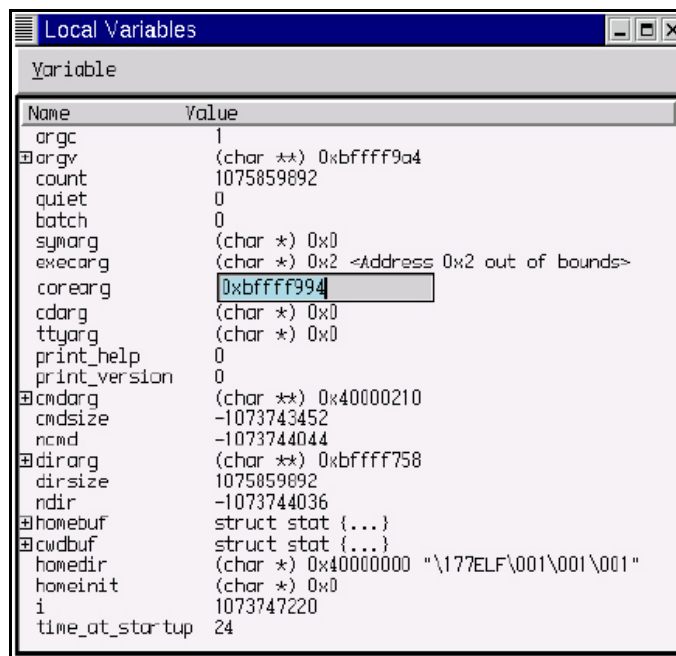 Local Variables
Variable
Name Value
argc 1
argv (char **) 0xbffff9a4
count 1075859892
quiet 0
batch 0
symarg (char *) 0x0
execarg (char *) 0x2 <Address 0x2 out of bounds>
corearg 0xbffff994
cdarg (char *) 0x0
ttyarg (char *) 0x0
print_help 0
print_version 0
cmdarg (char **) 0x40000210
cmdsize -1073743452
ncmd -1073744044
dirarg (char **) 0xbffff758
dirsize 1075859892
ndir -1073744036
homebuf struct stat {...}
cwdbuf struct stat {...}
homedir (char *) 0x40000000 "\177ELF\001\001\001"
homeinit (char *) 0x0
i 1073747220
time_at_startup 24